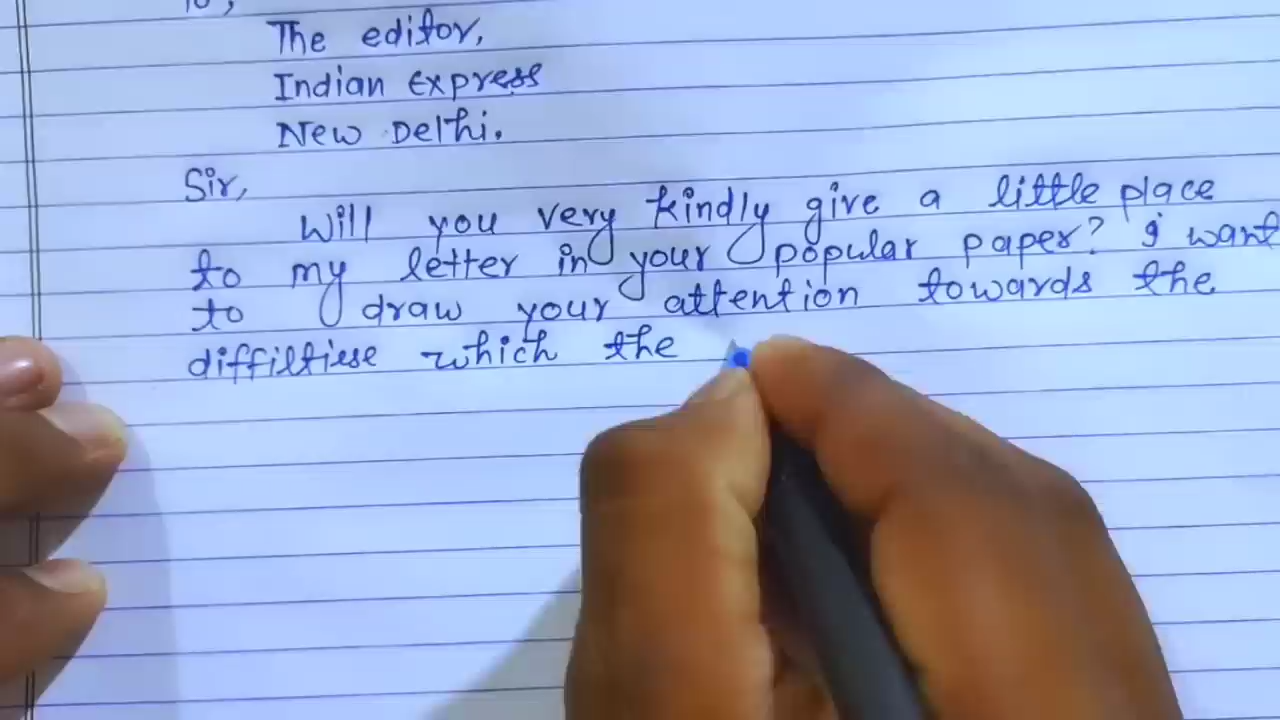 To,
The editor,
Indian Express
New Delhi.
Sir,
Will you very kindly give a little place
to my letter in your popular paper? I want
to draw your attention towards the
diffiltiese which the